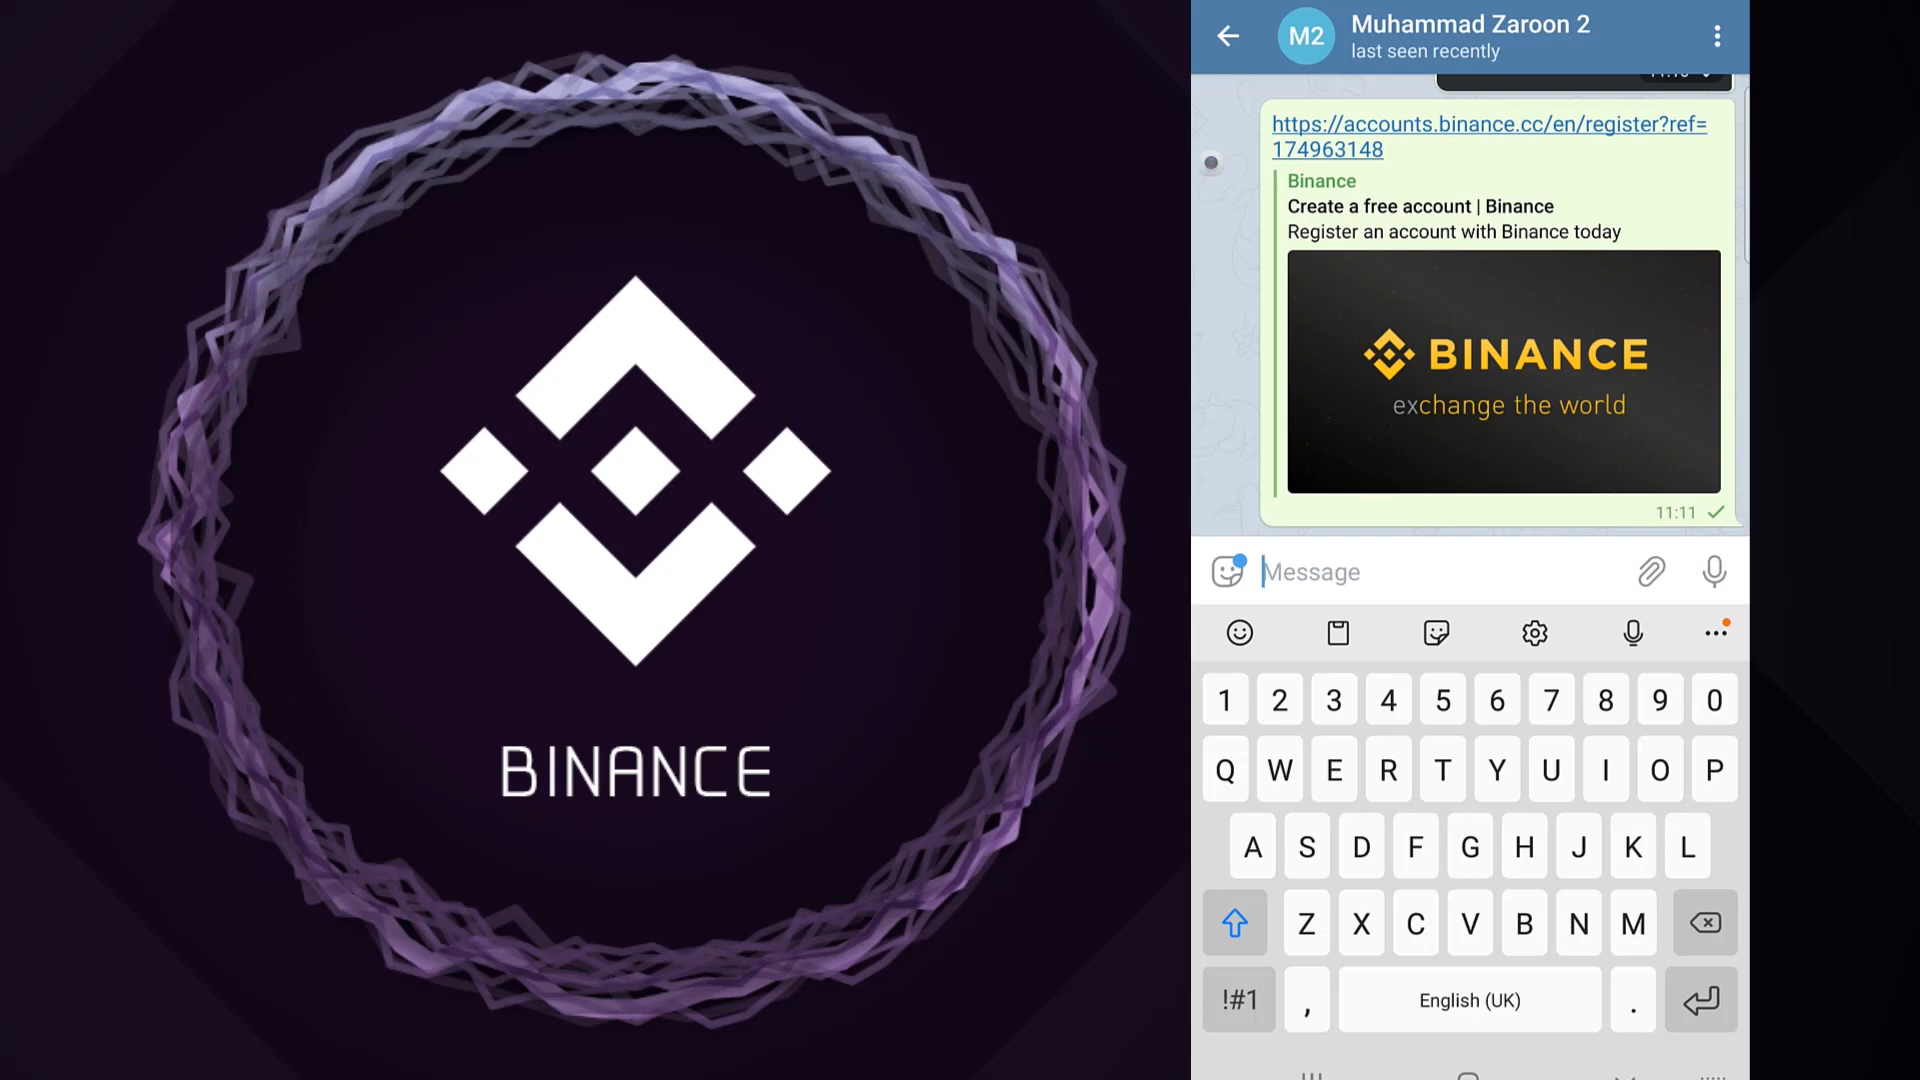 BINANCE
M2
Muhammad Zaroon 2
last seen recently
https://accounts.binance.cc/en/register?ref=
174963148
Binance
Create a free account | Binance
Register an account with Binance today
BINANCE
exchange the world
11:11
Message
1 2 3 4 5 6 7 8 9 0
Q W E R T Y U I O P
A S D F G H J K L
Z X C V B N M
!#1 , English (UK) .